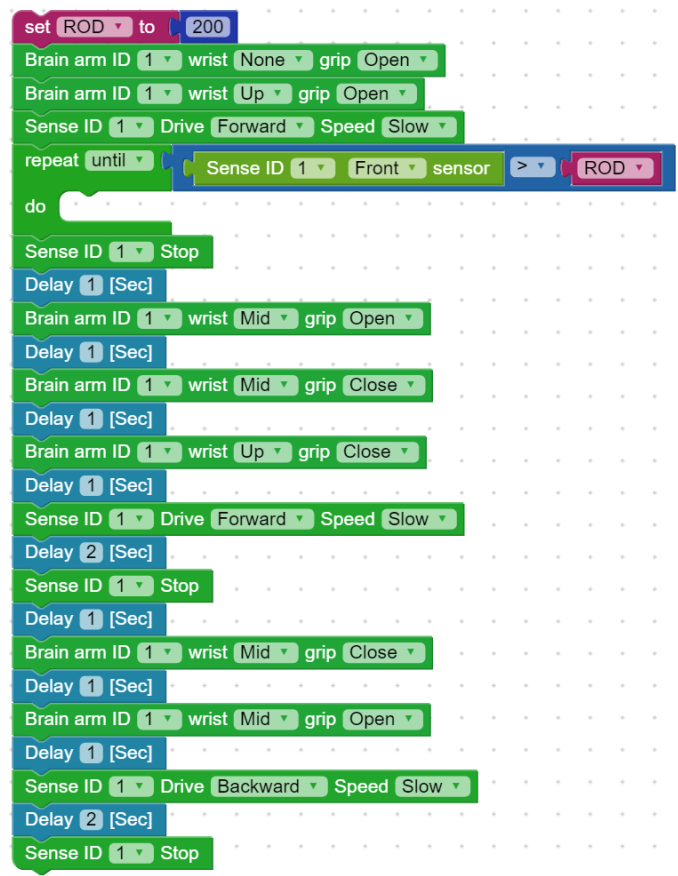 set ROD to 200
Brain arm ID 1 wrist None grip Open
Brain arm ID 1 wrist Up grip Open
Sense ID 1 Drive Forward Speed Slow
repeat until Sense ID 1 Front sensor > ROD
do
Sense ID 1 Stop
Delay 1 [Sec]
Brain arm ID 1 wrist Mid grip Open
Delay 1 [Sec]
Brain arm ID 1 wrist Mid grip Close
Delay 1 [Sec]
Brain arm ID 1 wrist Up grip Close
Delay 1 [Sec]
Sense ID 1 Drive Forward Speed Slow
Delay 2 [Sec]
Sense ID 1 Stop
Delay 1 [Sec]
Brain arm ID 1 wrist Mid grip Close
Delay 1 [Sec]
Brain arm ID 1 wrist Mid grip Open
Delay 1 [Sec]
Sense ID 1 Drive Backward Speed Slow
Delay 2 [Sec]
Sense ID 1 Stop